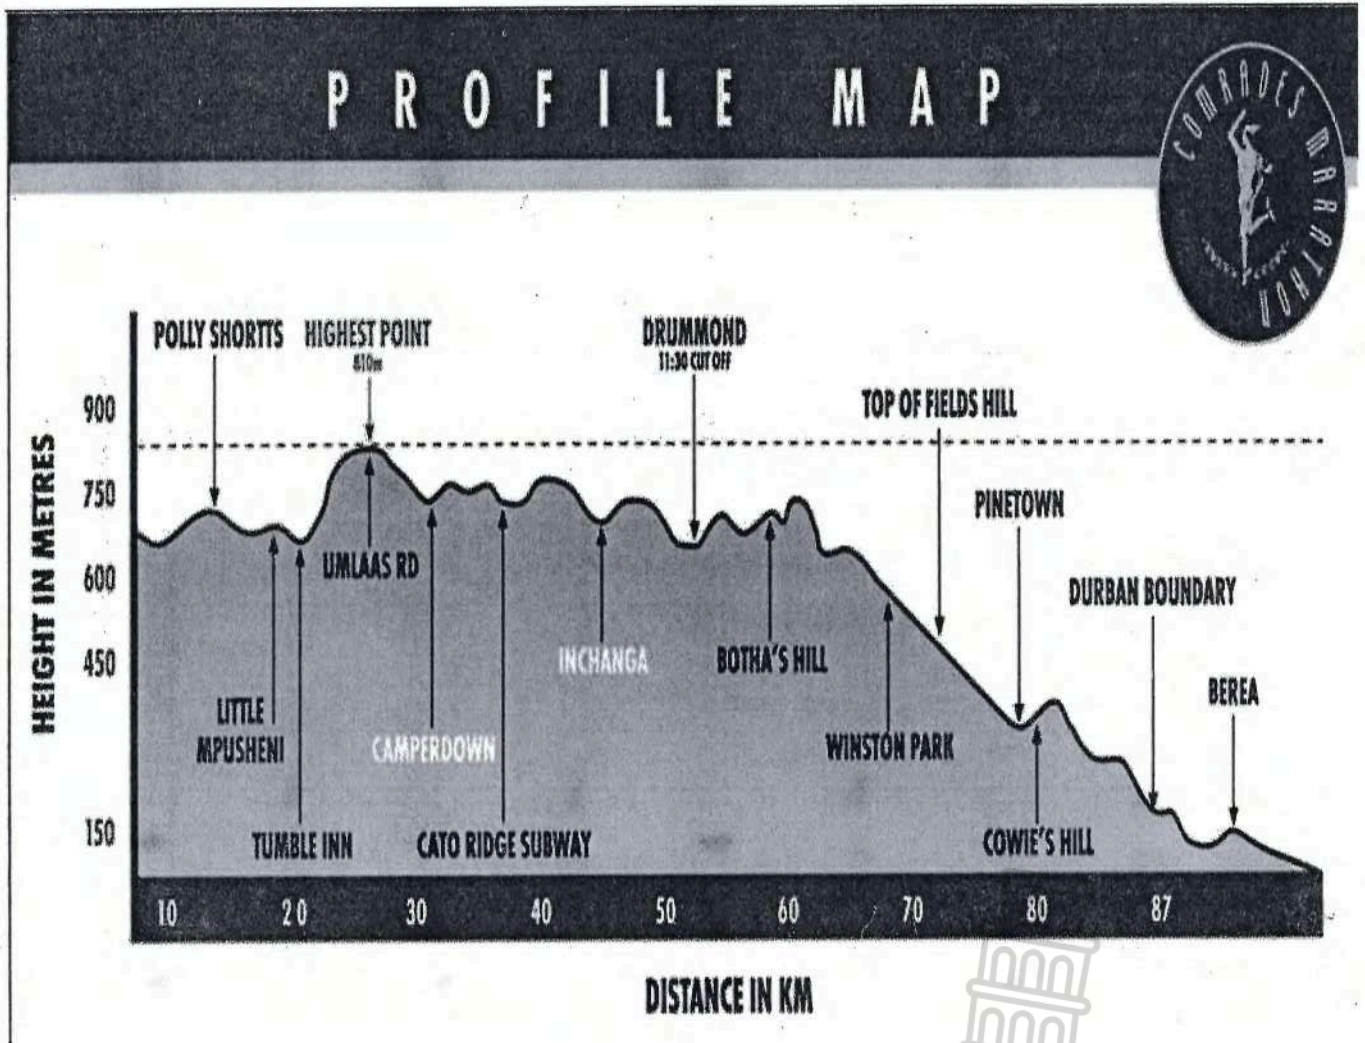 PROFILE MAP
COMRADES MARATHON
POLLY SHORTTS
HIGHEST POINT
810m
DRUMMOND
11:30 CUT OFF
TOP OF FIELDS HILL
PINETOWN
DURBAN BOUNDARY
BEREA
HEIGHT IN METRES
900
750
600
450
150
UMLAAS RD
INCHANGA
BOTHA'S HILL
LITTLE
MPUSHENI
CAMPERDOWN
WINSTON PARK
TUMBLE INN
CATO RIDGE SUBWAY
COWIE'S HILL
10 20 30 40 50 60 70 80 87
DISTANCE IN KM